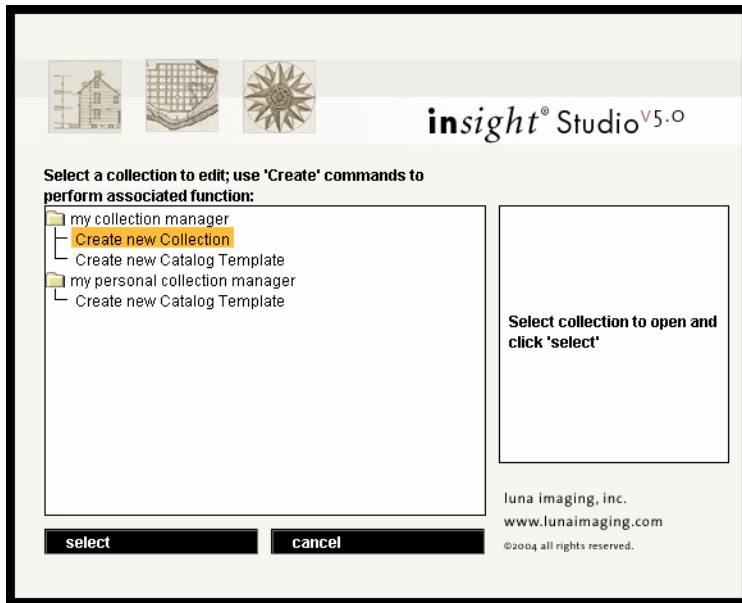 insight® Studio v5.0
Select a collection to edit; use 'Create' commands to
perform associated function:
my collection manager
Create new Collection
Create new Catalog Template
my personal collection manager
Create new Catalog Template
Select collection to open and
click 'select'
luna imaging, inc.
www.lunaimaging.com
©2004 all rights reserved.
select
cancel